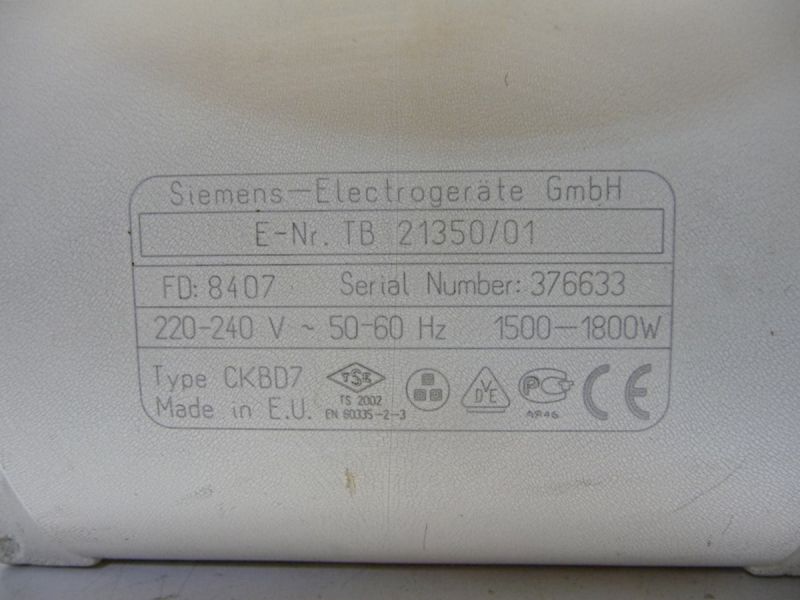 Siemens-Electrogeräte GmbH
E-Nr. TB 21350/01
FD: 8407 Serial Number: 376633
220-240 V ~ 50-60 Hz 1500-1800W
Type CKBD7
Made in E.U.
TSE
TS 2002
EN 60335-2-3
VDE
PC
CE